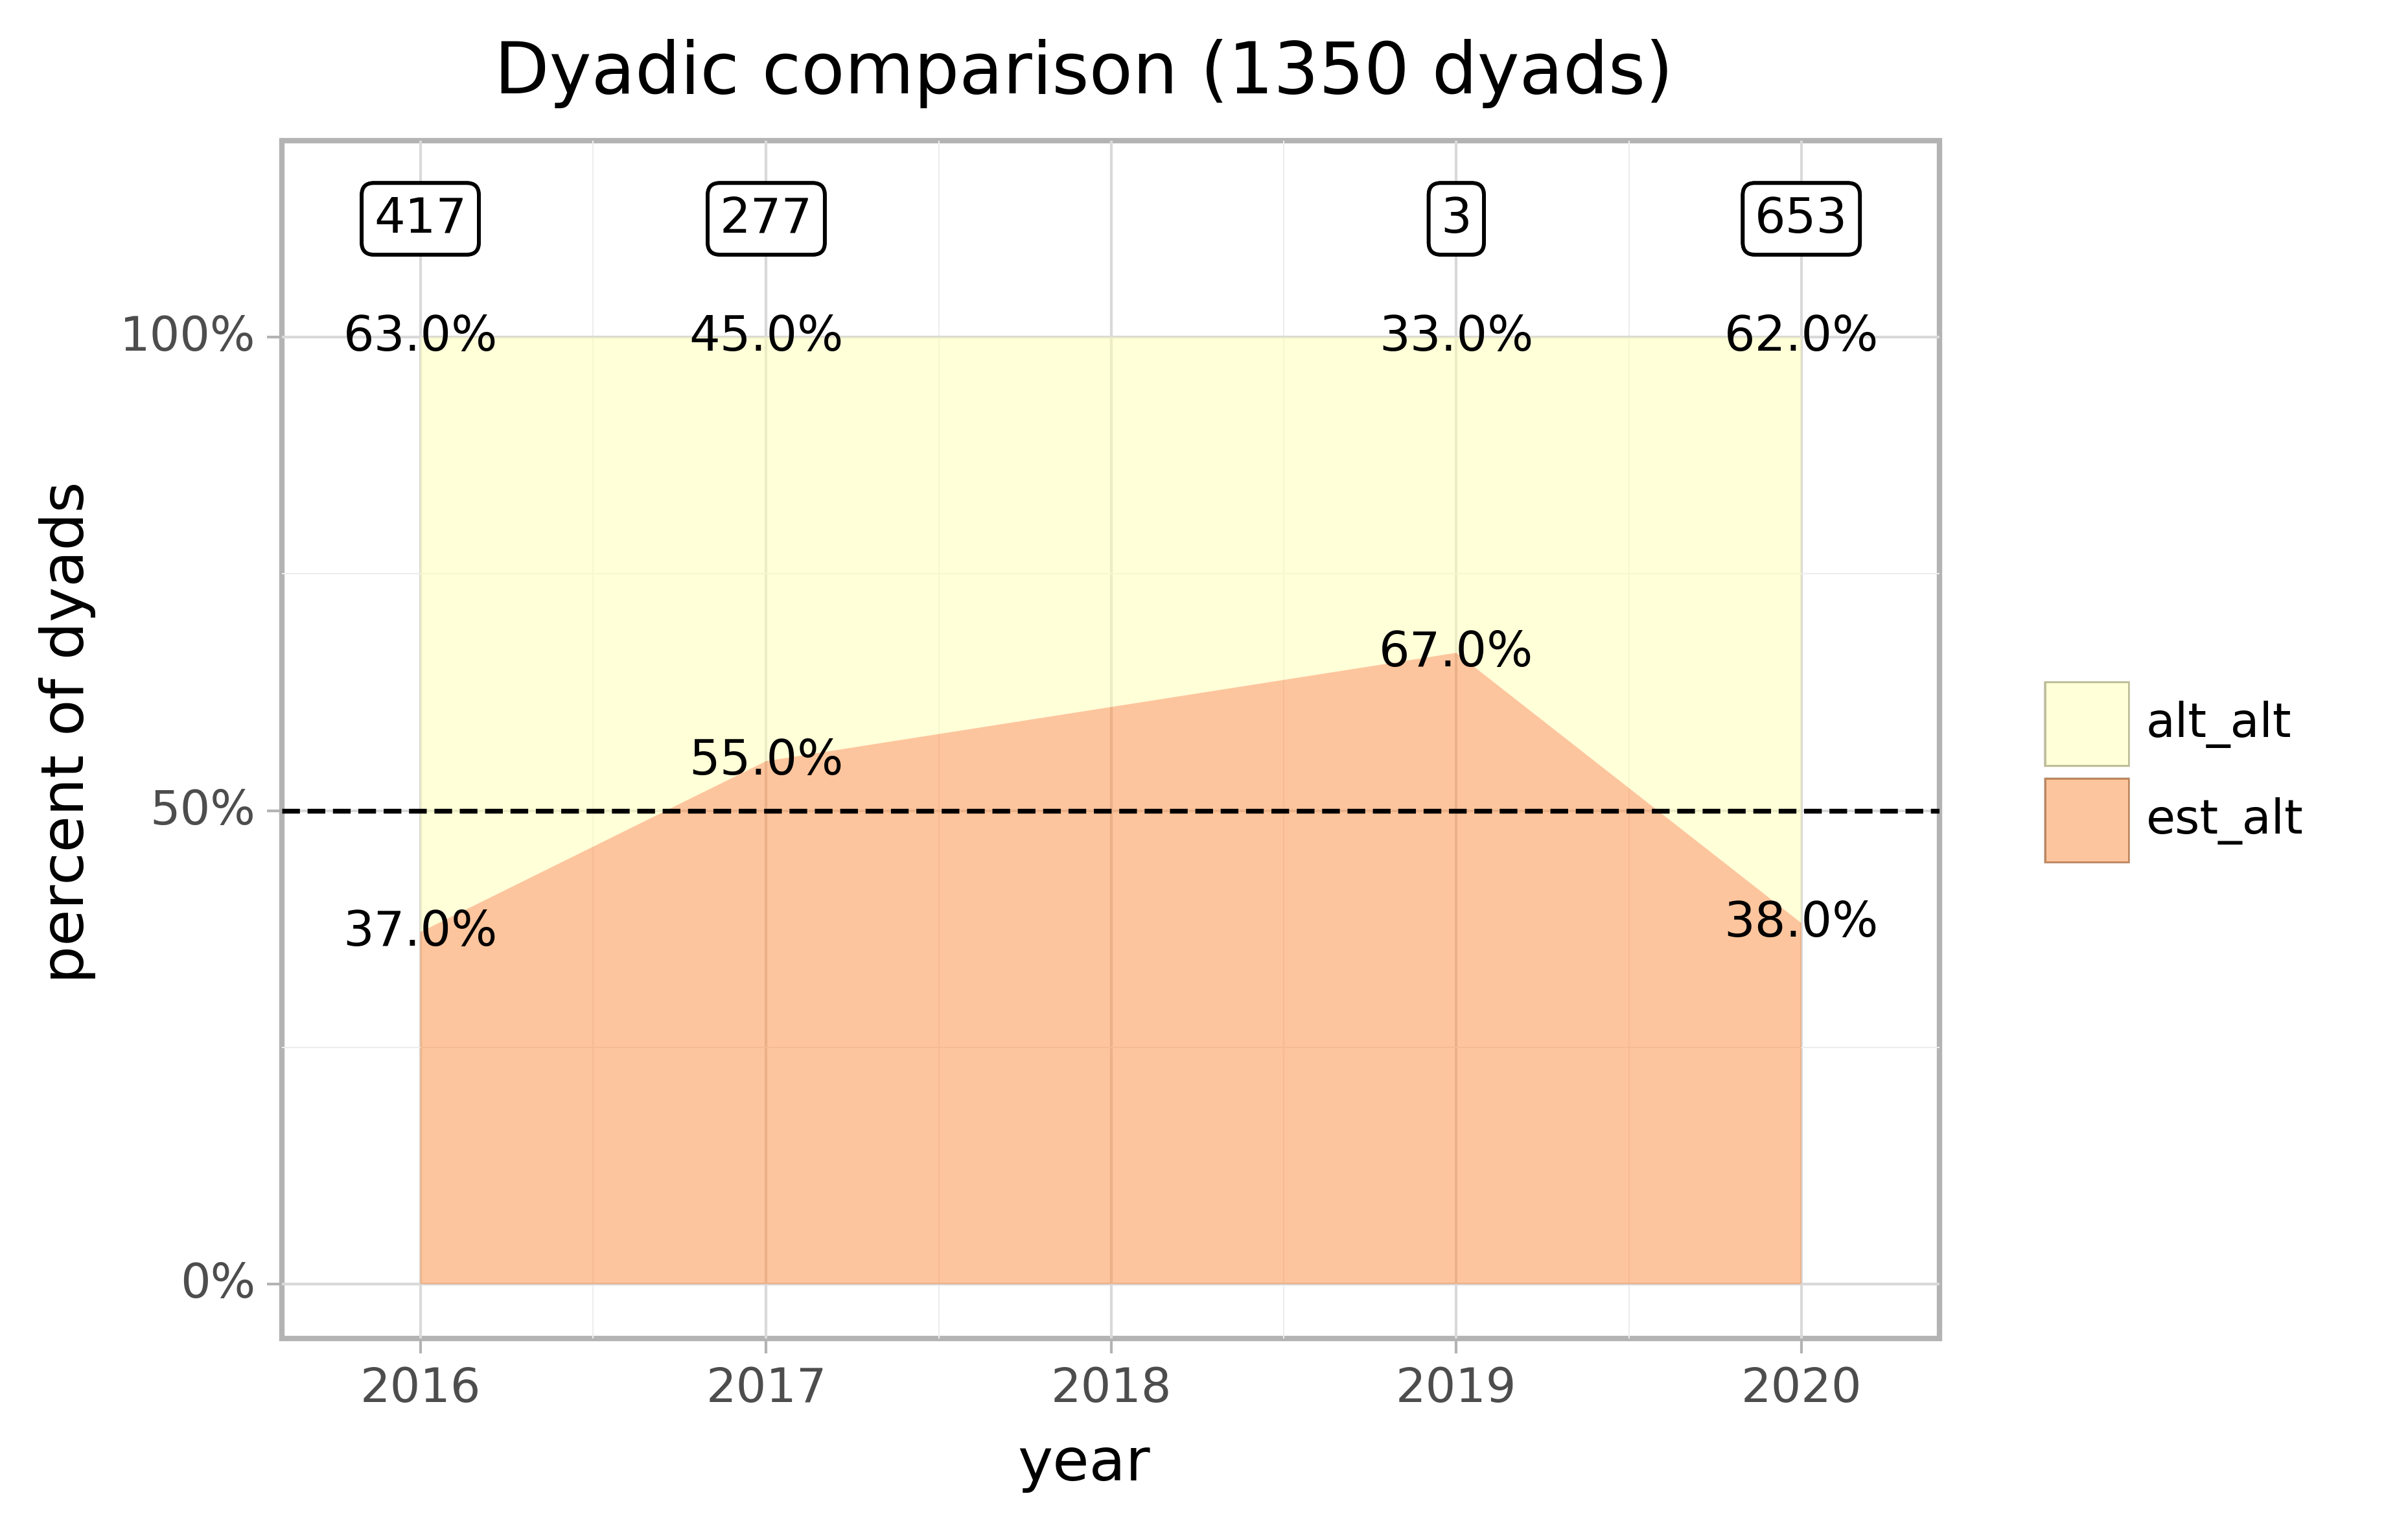 Dyadic comparison (1350 dyads)
417 277 3 653
100% 63.0% 45.0% 33.0% 62.0%
67.0%
55.0%
50%
37.0% 38.0%
0%
2016 2017 2018 2019 2020
year
percent of dyads
alt_alt
est_alt